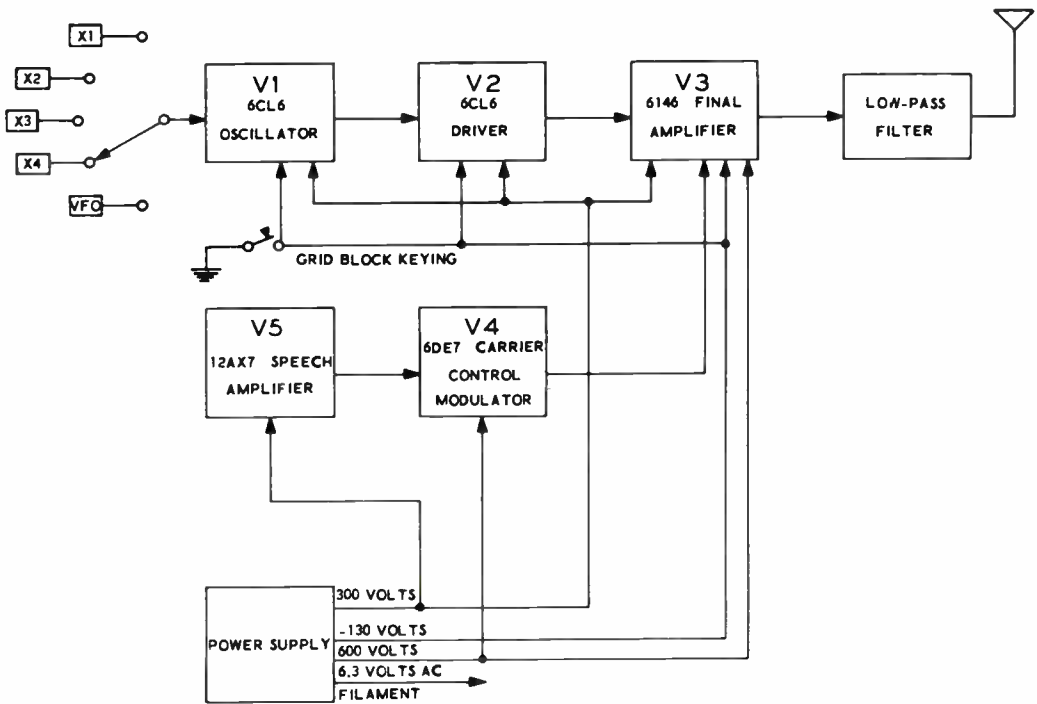 X1
X2
X3
X4
VFO
V1
6CL6
OSCILLATOR
V2
6CL6
DRIVER
V3
6146 FINAL
AMPLIFIER
LOW-PASS
FILTER
GRID BLOCK KEYING
V5
12AX7 SPEECH
AMPLIFIER
V4
6DE7 CARRIER
CONTROL
MODULATOR
POWER SUPPLY
300 VOLTS
-130 VOLTS
600 VOLTS
6.3 VOLTS AC
FILAMENT